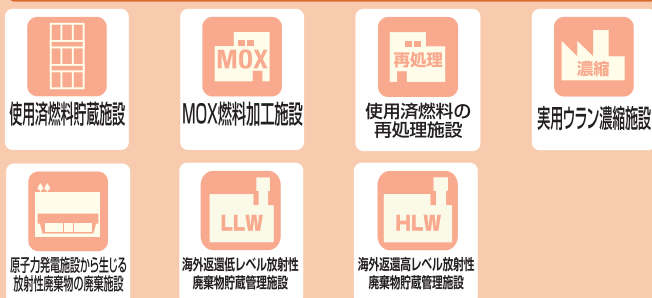 使用済燃料貯蔵施設
MOX
MOX燃料加工施設
再処理
使用済燃料の
再処理施設
濃縮
実用ウラン濃縮施設
原子力発電施設から生じる
放射性廃棄物の廃棄施設
LLW
海外返還低レベル放射性
廃棄物貯蔵管理施設
HLW
海外返還高レベル放射性
廃棄物貯蔵管理施設